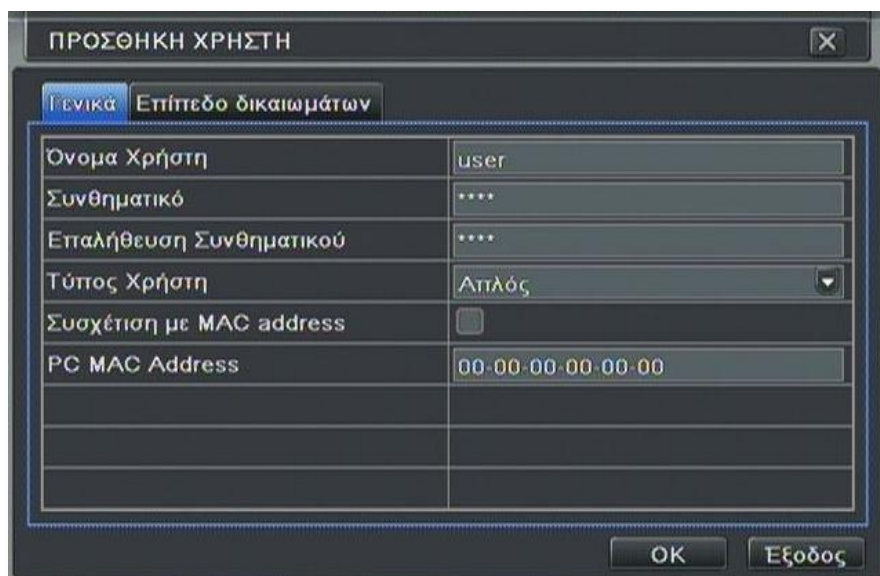 ΠΡΟΣΘΗΚΗ ΧΡΗΣΤΗ
Γενικά Επίπεδο δικαιωμάτων
Όνομα Χρήστη user
Συνθηματικό ****
Επαλήθευση Συνθηματικού ****
Τύπος Χρήστη Απλός
Συσχέτιση με MAC address
PC MAC Address 00-00-00-00-00-00
OK Έξοδος